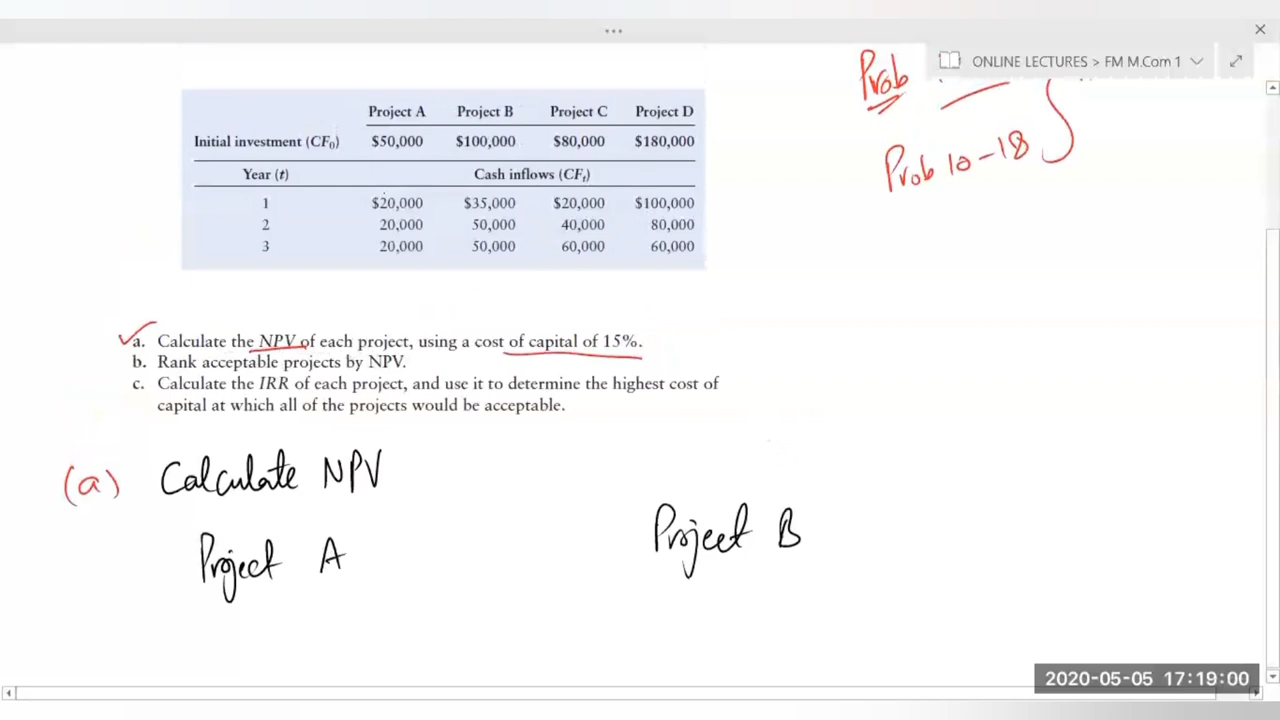 ONLINE LECTURES > FM M.Com 1
Prob
Prob 10-18
Project A Project B Project C Project D
Initial investment (CF₀) $50,000 $100,000 $80,000 $180,000
Year (t) Cash inflows (CFₜ)
1 $20,000 $35,000 $20,000 $100,000
2 20,000 50,000 40,000 80,000
3 20,000 50,000 60,000 60,000
a. Calculate the NPV of each project, using a cost of capital of 15%.
b. Rank acceptable projects by NPV.
c. Calculate the IRR of each project, and use it to determine the highest cost of
capital at which all of the projects would be acceptable.
(a) Calculate NPV
Project A Project B
2020-05-05 17:19:00